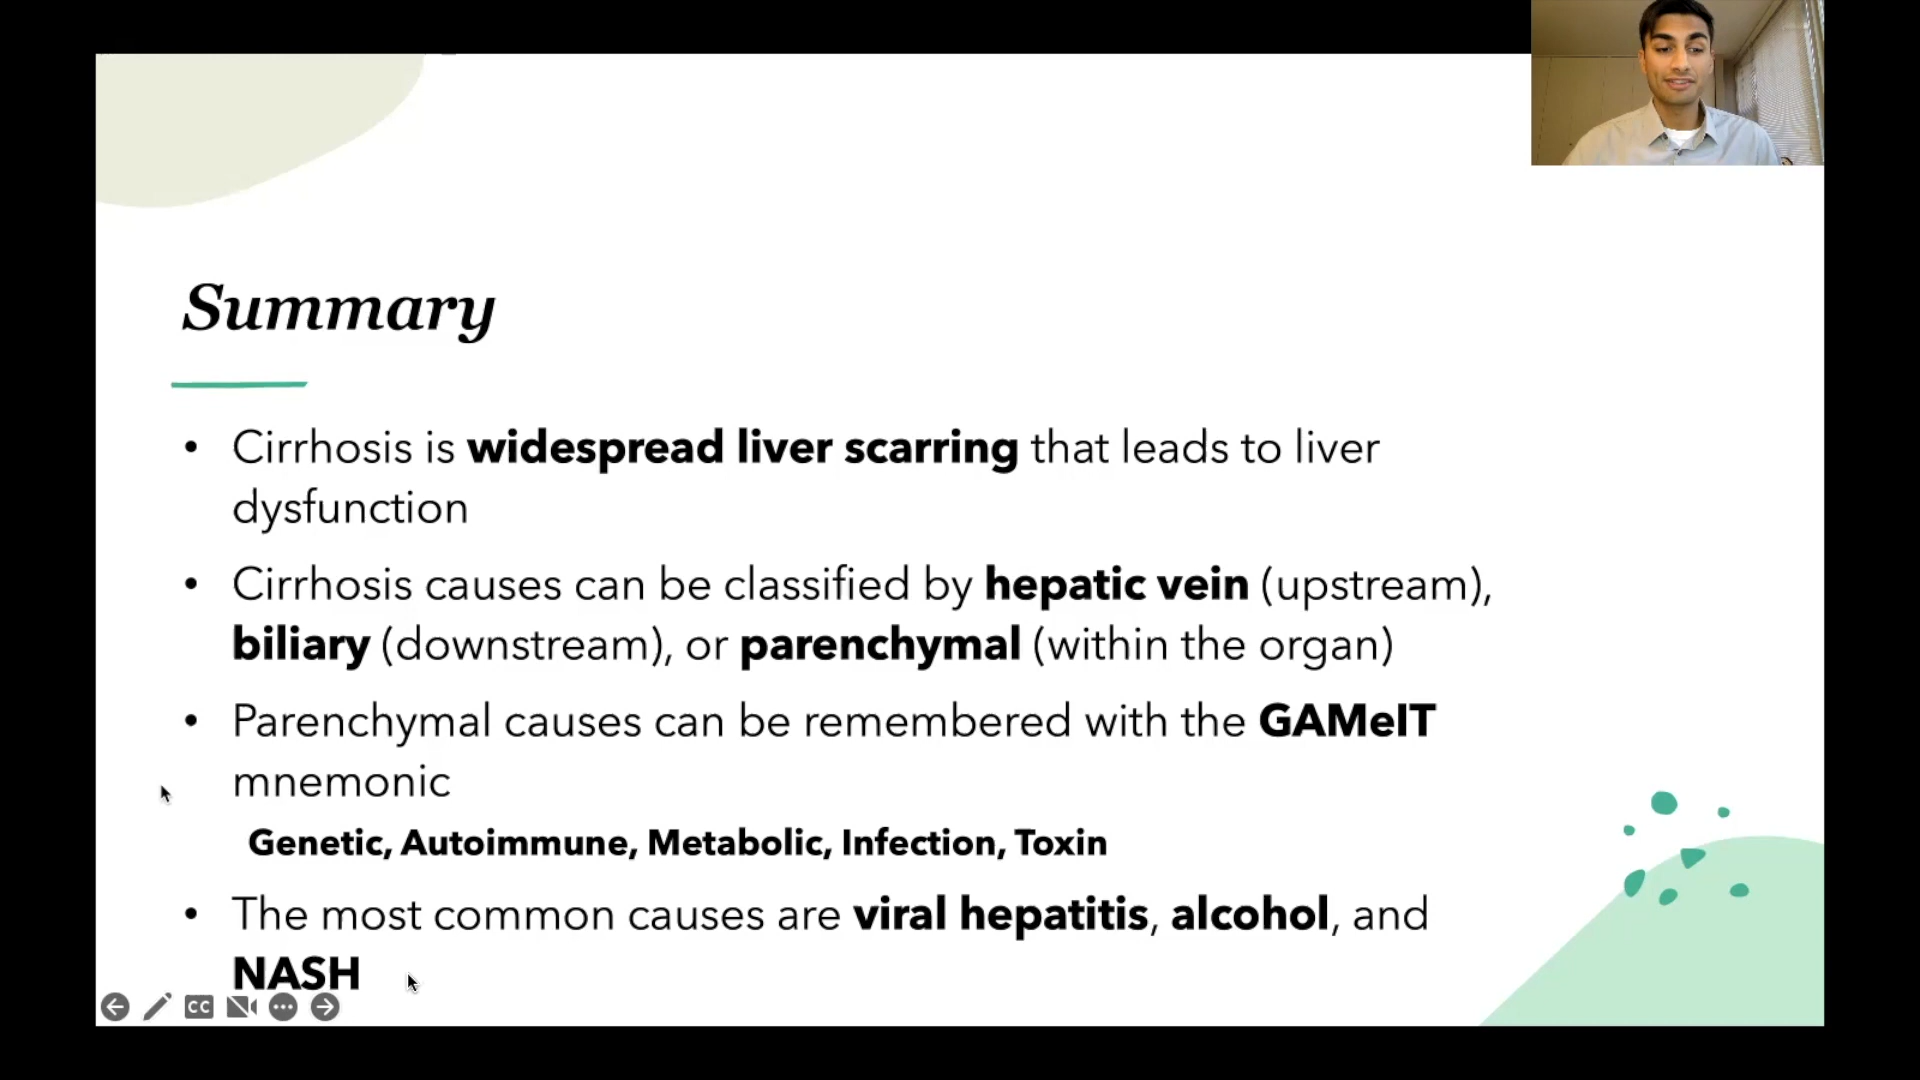 Summary
• Cirrhosis is widespread liver scarring that leads to liver
dysfunction
• Cirrhosis causes can be classified by hepatic vein (upstream),
biliary (downstream), or parenchymal (within the organ)
• Parenchymal causes can be remembered with the GAMeIT
mnemonic
Genetic, Autoimmune, Metabolic, Infection, Toxin
• The most common causes are viral hepatitis, alcohol, and
NASH
CC